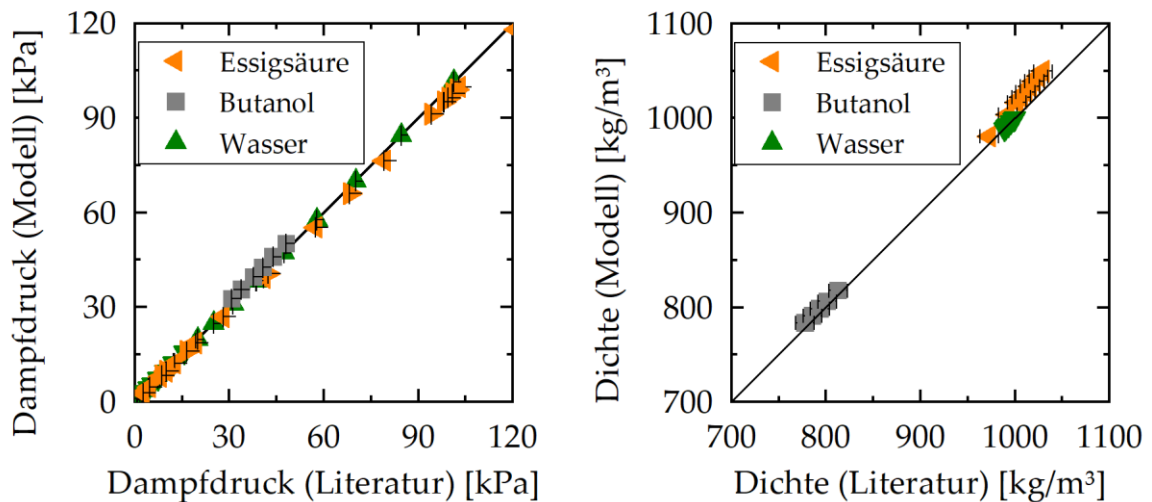 Dampfdruck (Modell) [kPa]
120
90
60
30
0
Essigsäure
Butanol
Wasser
0 30 60 90 120
Dampfdruck (Literatur) [kPa]
Dichte (Modell) [kg/m³]
1100
1000
900
800
700
Essigsäure
Butanol
Wasser
700 800 900 1000 1100
Dichte (Literatur) [kg/m³]